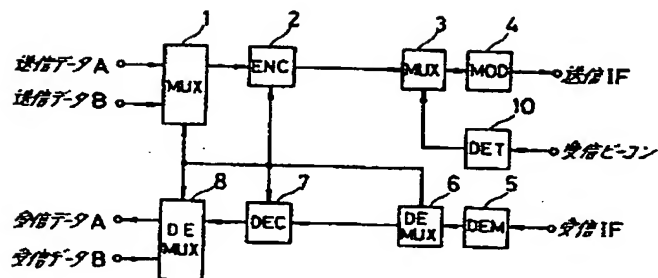 1
2
3
4
送信データA
MUX
ENC
MUX
MOD
送信IF
送信データB
10
DET
受信ビーコン
8
7
6
5
受信データA
DE MUX
DEC
DE MUX
DEM
受信IF
受信データB